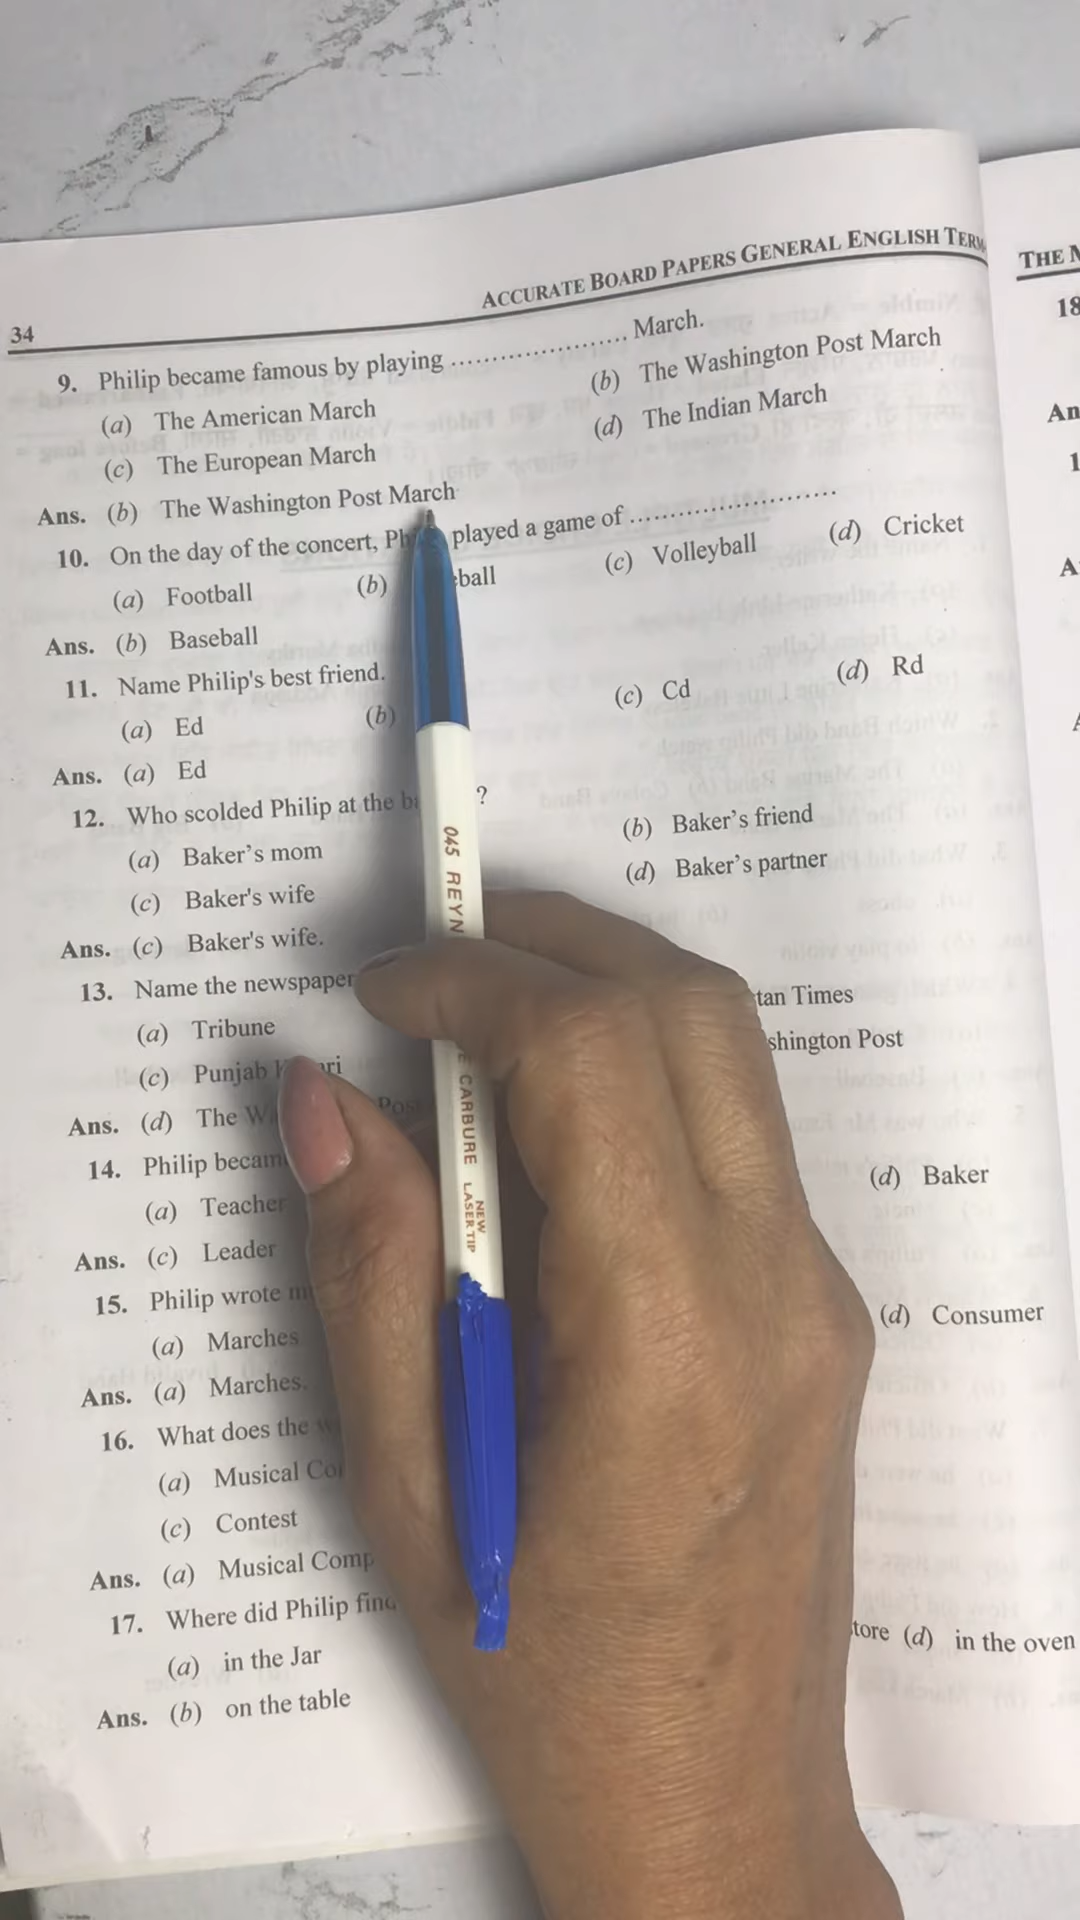 34
ACCURATE BOARD PAPERS GENERAL ENGLISH TERM
9. Philip became famous by playing ........................ March.
(a) The American March (b) The Washington Post March
(c) The European March (d) The Indian March
Ans. (b) The Washington Post March
10. On the day of the concert, played a game of ........................
(a) Football (b) ball (c) Volleyball (d) Cricket
Ans. (b) Baseball
11. Name Philip's best friend.
(a) Ed (b) (c) Cd (d) Rd
Ans. (a) Ed
12. Who scolded Philip at the ?
(a) Baker's mom (b) Baker's friend
(c) Baker's wife (d) Baker's partner
Ans. (c) Baker's wife.
13. Name the newspaper
(a) Tribune tan Times
(c) Punjab shington Post
Ans. (d) The Post
14. Philip became
(a) Teacher (d) Baker
Ans. (c) Leader
15. Philip wrote
(a) Marches (d) Consumer
Ans. (a) Marches.
16. What does the
(a) Musical
(c) Contest
Ans. (a) Musical Comp
17. Where did Philip find
(a) in the Jar tore (d) in the oven
Ans. (b) on the table
045 REYN
E CARBURE NEW LASER TIP
THE
18
An
1
A